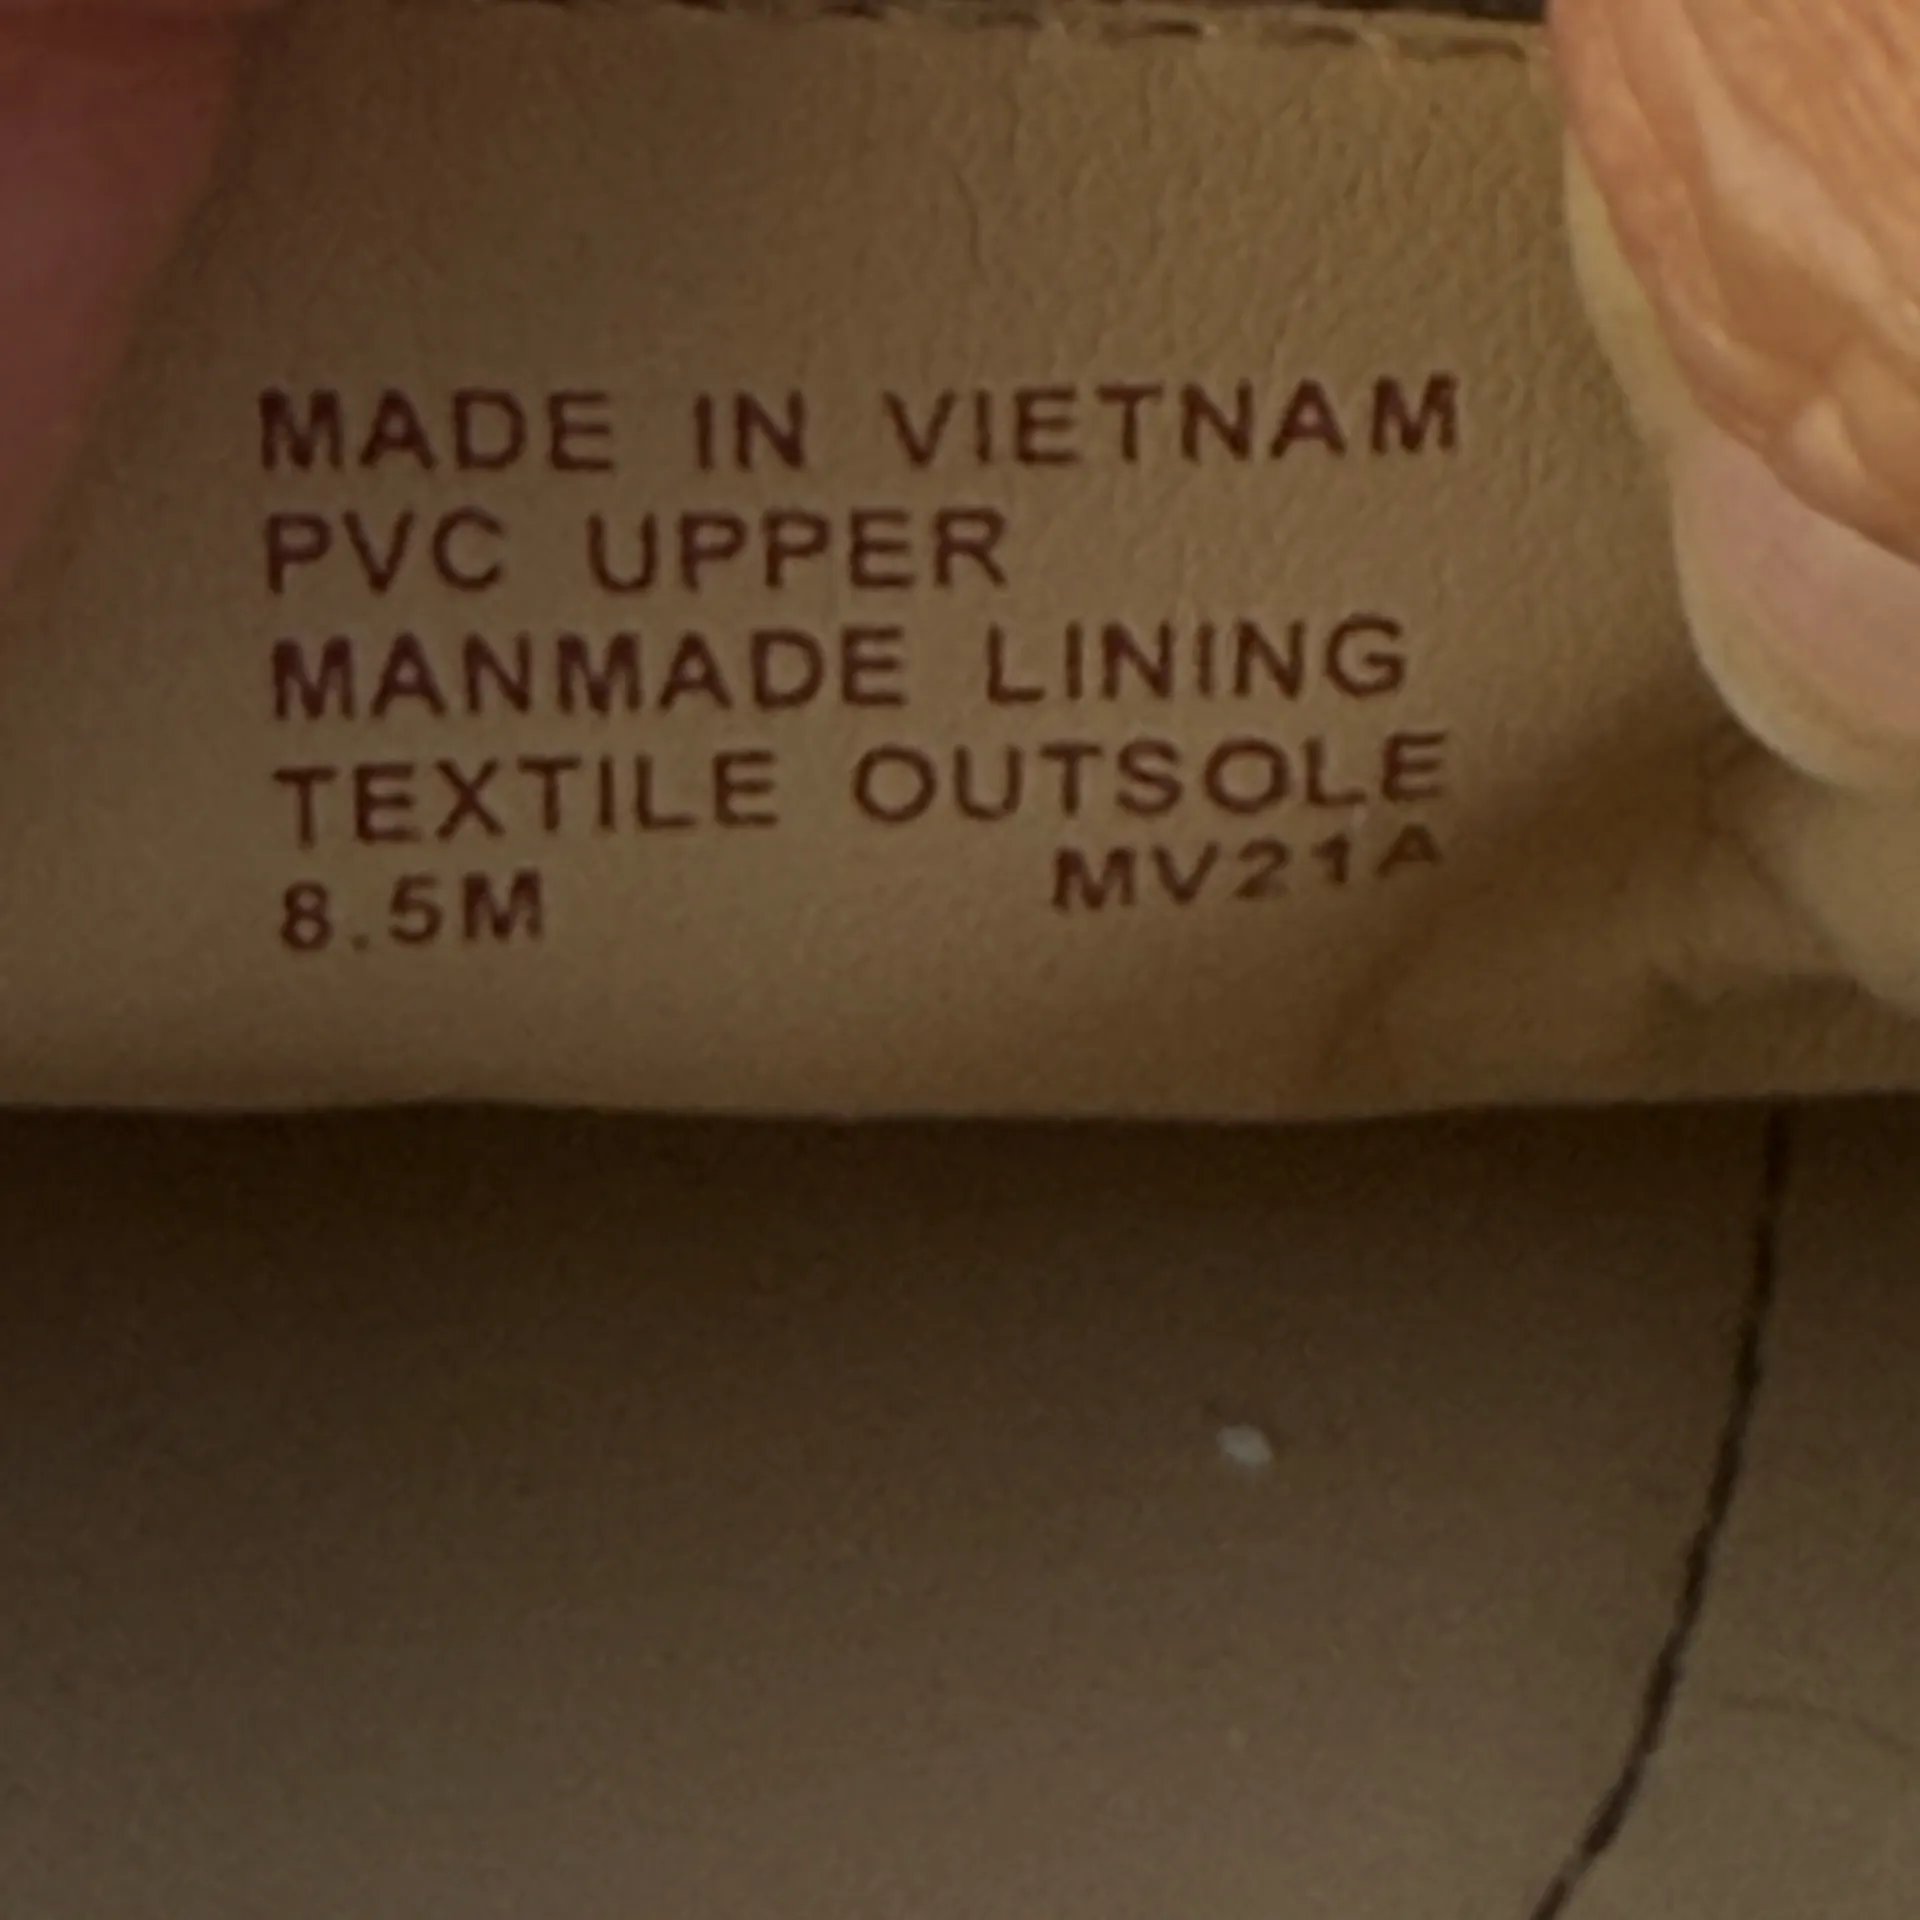 MADE IN VIETNAM
PVC UPPER
MANMADE LINING
TEXTILE OUTSOLE
8.5M MV21A